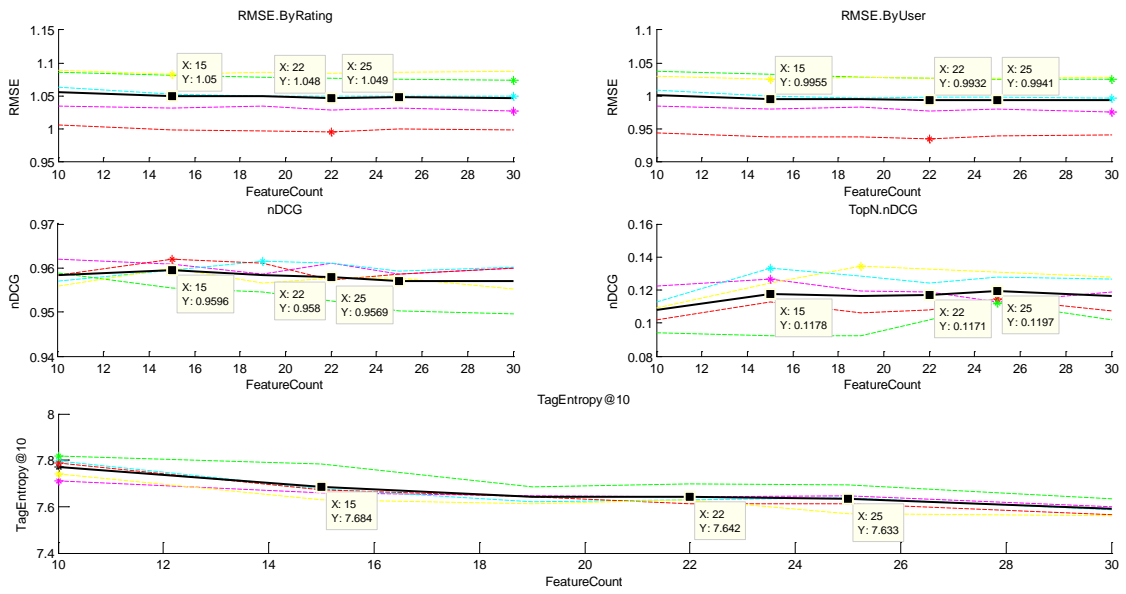 RMSE.ByRating
1.15
1.1
1.05
1
0.95
RMSE
X: 15
Y: 1.05
X: 22
Y: 1.048
X: 25
Y: 1.049
10 12 14 16 18 20 22 24 26 28 30
FeatureCount
RMSE.ByUser
1.1
1.05
1
0.95
0.9
RMSE
X: 15
Y: 0.9955
X: 22
Y: 0.9932
X: 25
Y: 0.9941
10 12 14 16 18 20 22 24 26 28 30
FeatureCount
nDCG
0.97
0.96
0.95
0.94
nDCG
X: 15
Y: 0.9596
X: 22
Y: 0.958
X: 25
Y: 0.9569
10 12 14 16 18 20 22 24 26 28 30
FeatureCount
TopN.nDCG
0.16
0.14
0.12
0.1
0.08
nDCG
X: 15
Y: 0.1178
X: 22
Y: 0.1171
X: 25
Y: 0.1197
10 12 14 16 18 20 22 24 26 28 30
FeatureCount
TagEntropy@10
8
7.8
7.6
7.4
TagEntropy@10
X: 15
Y: 7.684
X: 22
Y: 7.642
X: 25
Y: 7.633
10 12 14 16 18 20 22 24 26 28 30
FeatureCount